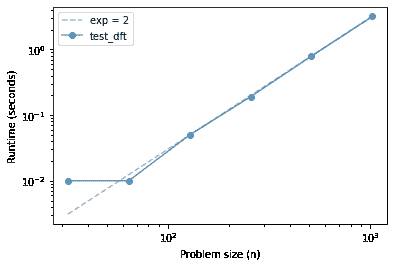 exp = 2
test_dft
10⁰
10⁻¹
10⁻²
Runtime (seconds)
10²
10³
Problem size (n)